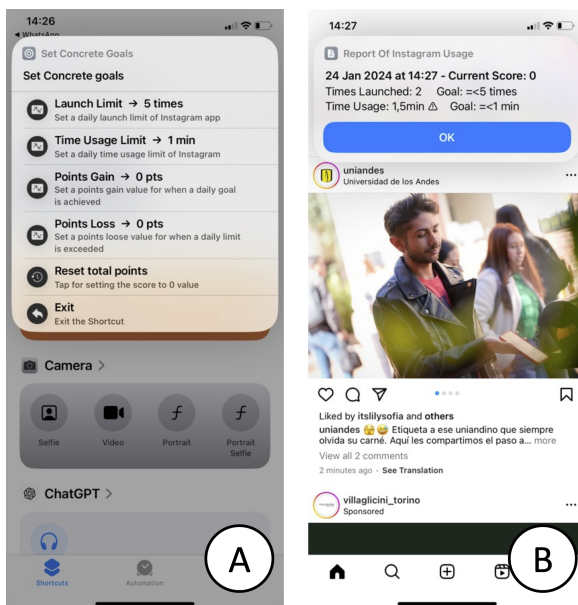 14:26
WhatsApp
Set Concrete Goals
Set Concrete goals
Launch Limit → 5 times
Set a daily launch limit of Instagram app
Time Usage Limit → 1 min
Set a daily time usage limit of Instagram
Points Gain → 0 pts
Set a points gain value for when a daily goal
is achieved
Points Loss → 0 pts
Set a points loose value for when a daily limit
is exceeded
Reset total points
Tap for setting the score to 0 value
Exit
Exit the Shortcut
Camera >
Selfie
Video
Portrait
Portrait
Selfie
ChatGPT >
Shortcuts
Automation
A
14:27
Report Of Instagram Usage
24 Jan 2024 at 14:27 - Current Score: 0
Times Launched: 2 Goal: =<5 times
Time Usage: 1,5min ⚠ Goal: =<1 min
OK
uniandes
Universidad de los Andes
Liked by itslilysofia and others
uniandes 🫣😄 Etiqueta a ese uniandino que siempre
olvida su carné. Aquí les compartimos el paso a... more
View all 2 comments
2 minutes ago · See Translation
villaglicini_torino
Sponsored
B